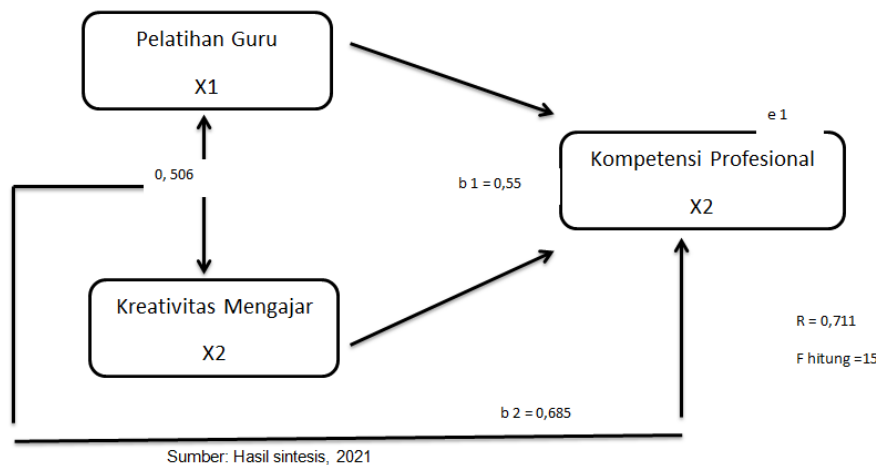 Pelatihan Guru
X1
e 1
Kompetensi Profesional
X2
0, 506
b 1 = 0,55
Kreativitas Mengajar
X2
R = 0,711
F hitung =15
b 2 = 0,685
Sumber: Hasil sintesis, 2021